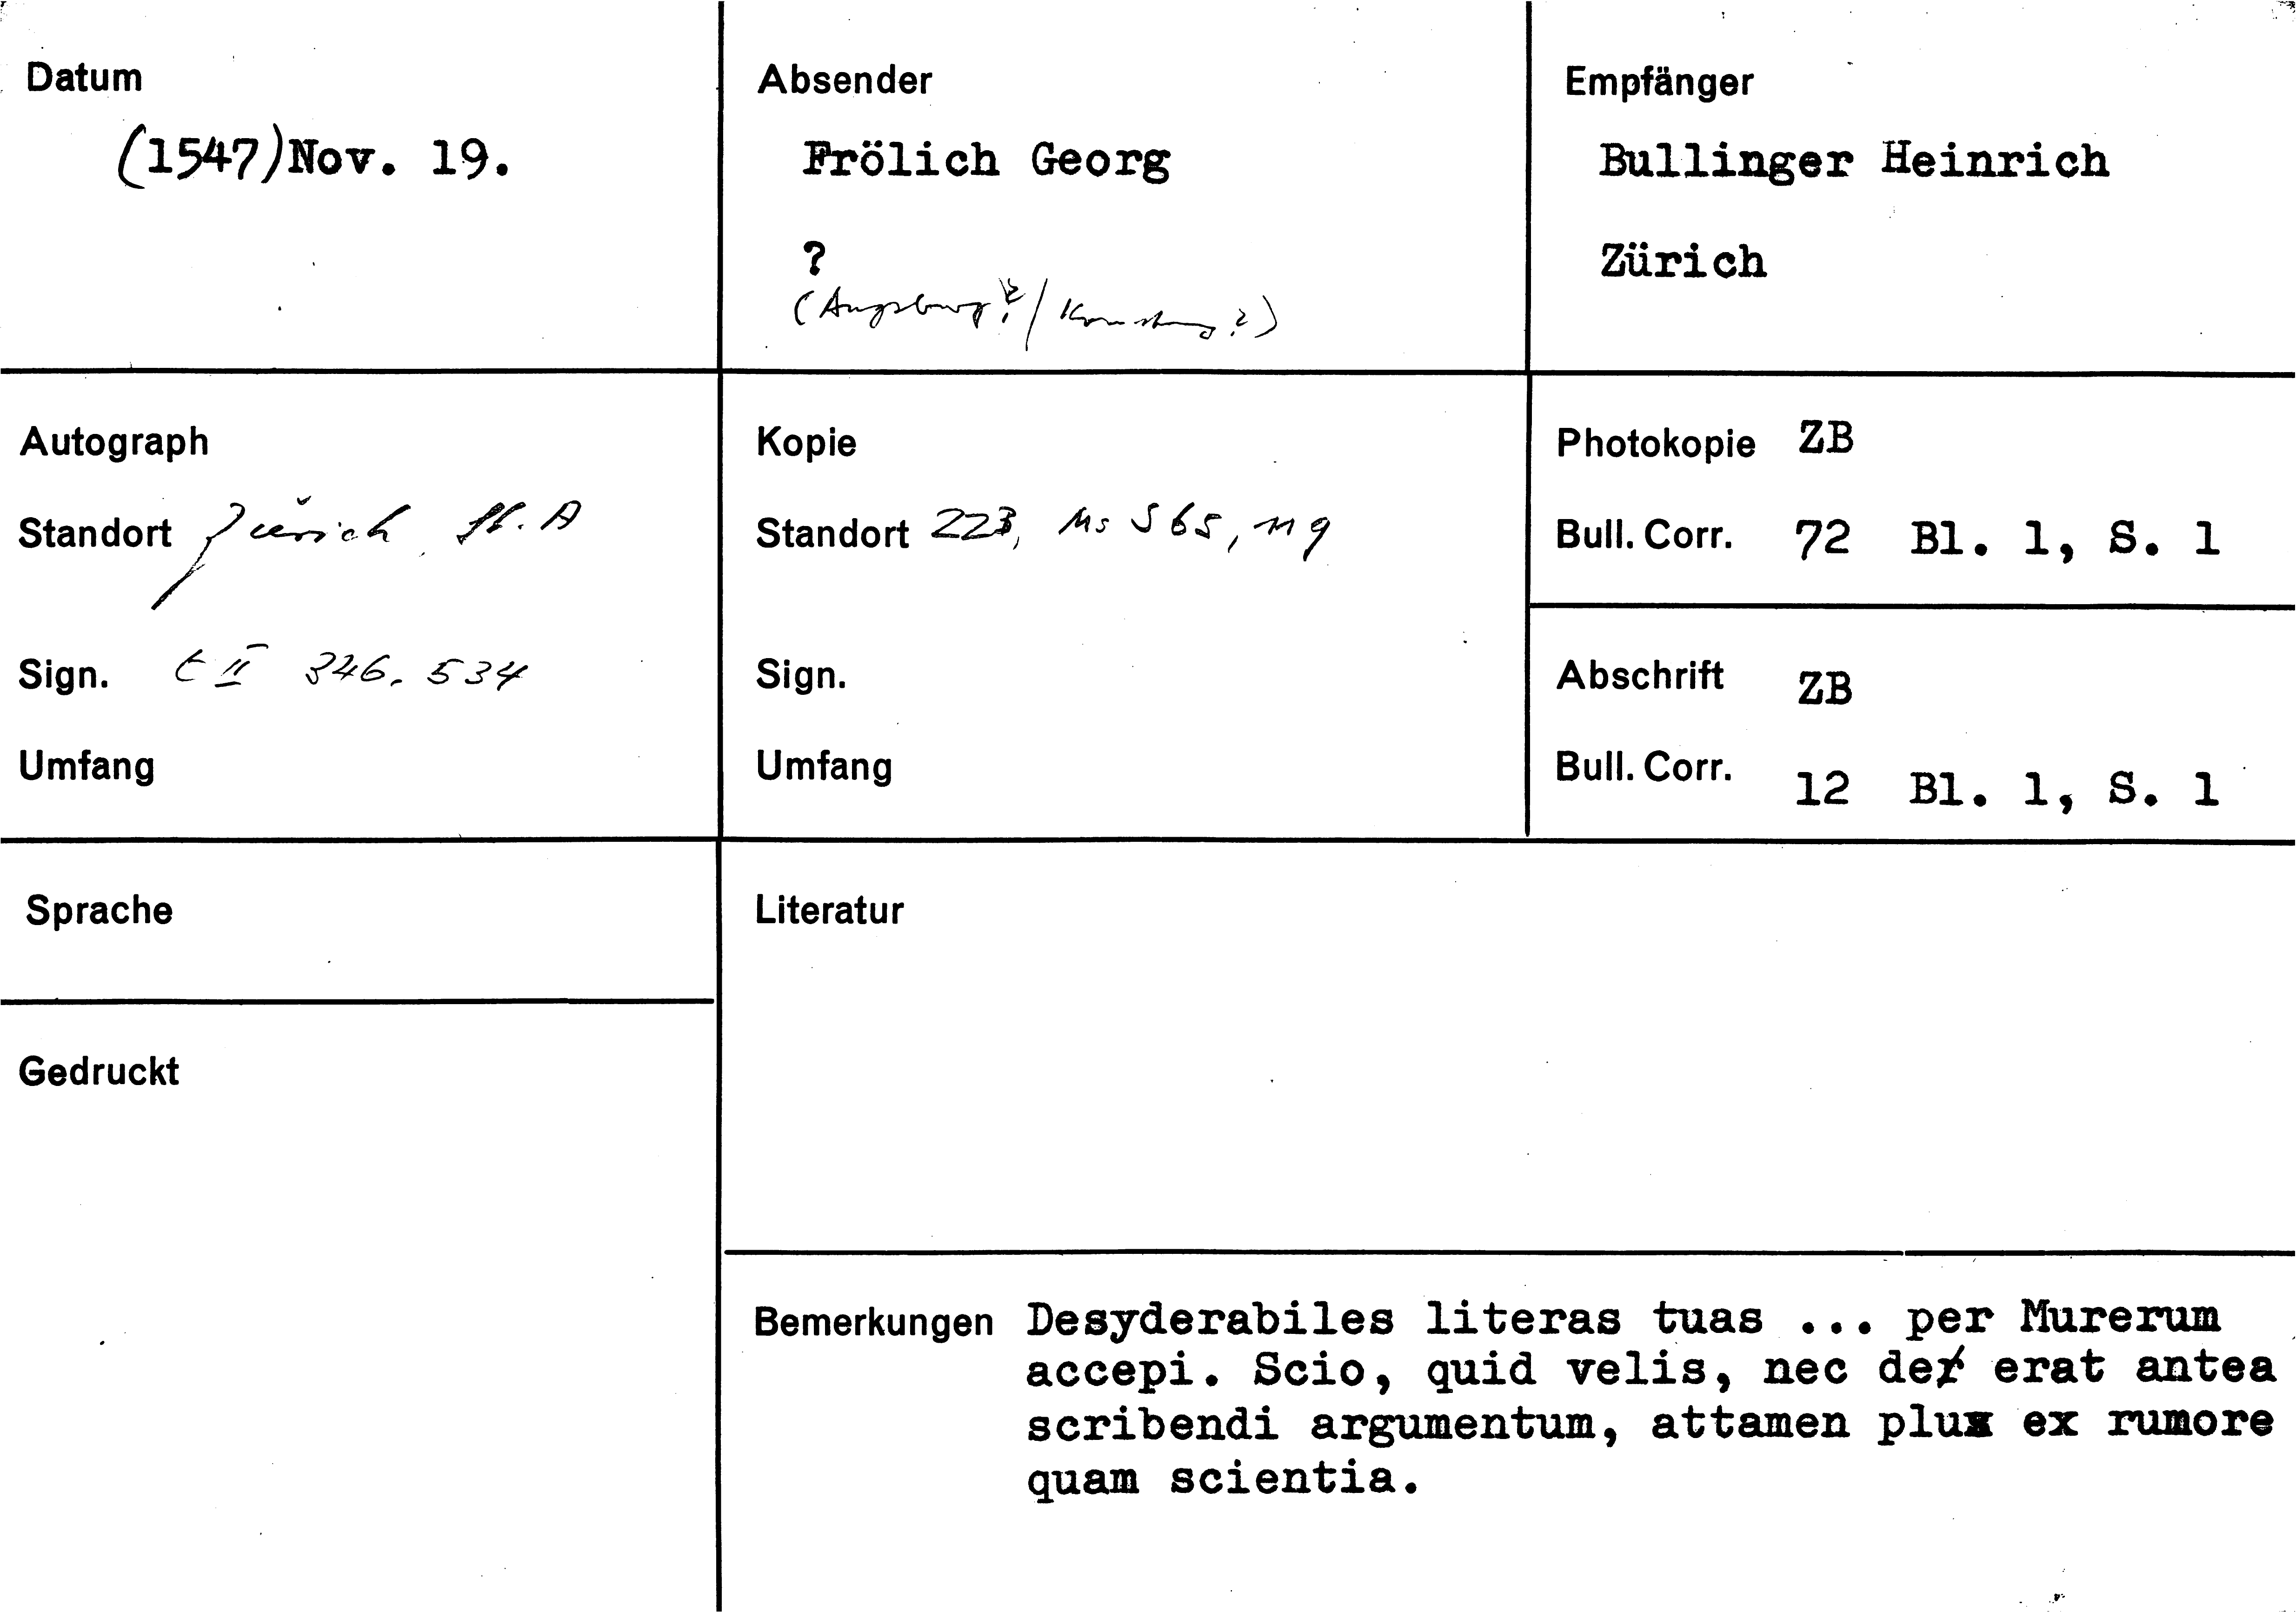 Datum
(1547) Nov. 19.
Absender
Frölich Georg
?
(Augsburg?/ Konstanz?)
Empfänger
Bullinger Heinrich
Zürich
Autograph
Standort Zürich St.A
Sign. E II 346. 534
Umfang
Kopie
Standort 223, Ms S 65, 119
Sign.
Umfang
Photokopie ZB
Bull. Corr. 72 Bl. 1, S. 1
Abschrift ZB
Bull. Corr. 12 Bl. 1, S. 1
Sprache
Gedruckt
Literatur
Bemerkungen Desyderabiles literas tuas ... per Murerum
accepi. Scio, quid velis, nec der erat antea
scribendi argumentum, attamen plus ex rumore
quam scientia.